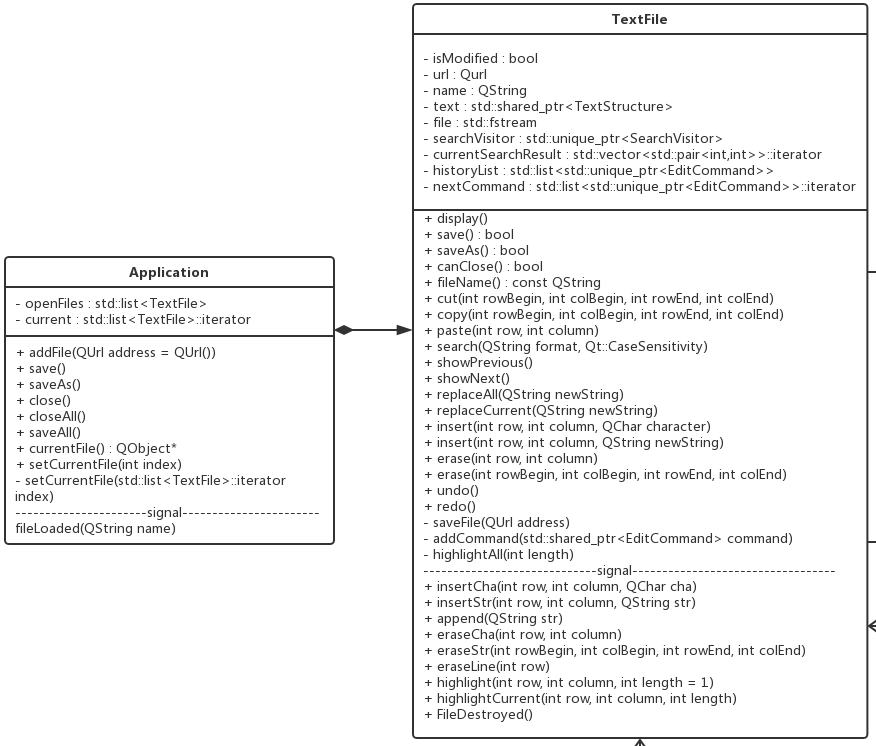 TextFile
- isModified : bool
- url : Qurl
- name : QString
- text : std::shared_ptr<TextStructure>
- file : std::fstream
- searchVisitor : std::unique_ptr<SearchVisitor>
- currentSearchResult : std::vector<std::pair<int,int>>::iterator
- historyList : std::list<std::unique_ptr<EditCommand>>
- nextCommand : std::list<std::unique_ptr<EditCommand>>::iterator
+ display()
+ save() : bool
+ saveAs() : bool
+ canClose() : bool
+ fileName() : const QString
+ cut(int rowBegin, int colBegin, int rowEnd, int colEnd)
+ copy(int rowBegin, int colBegin, int rowEnd, int colEnd)
+ paste(int row, int column)
+ search(QString format, Qt::CaseSensitivity)
+ showPrevious()
+ showNext()
+ replaceAll(QString newString)
+ replaceCurrent(QString newString)
+ insert(int row, int column, QChar character)
+ insert(int row, int column, QString newString)
+ erase(int row, int column)
+ erase(int rowBegin, int colBegin, int rowEnd, int colEnd)
+ undo()
+ redo()
- saveFile(QUrl address)
- addCommand(std::shared_ptr<EditCommand> command)
- highlightAll(int length)
-----------------------------signal----------------------------------
+ insertCha(int row, int column, QChar cha)
+ insertStr(int row, int column, QString str)
+ append(QString str)
+ eraseCha(int row, int column)
+ eraseStr(int rowBegin, int colBegin, int rowEnd, int colEnd)
+ eraseLine(int row)
+ highlight(int row, int column, int length = 1)
+ highlightCurrent(int row, int column, int length)
+ FileDestroyed()
Application
- openFiles : std::list<TextFile>
- current : std::list<TextFile>::iterator
+ addFile(QUrl address = QUrl())
+ save()
+ saveAs()
+ close()
+ closeAll()
+ saveAll()
+ currentFile() : QObject*
+ setCurrentFile(int index)
- setCurrentFile(std::list<TextFile>::iterator
index)
----------------------signal-----------------------
fileLoaded(QString name)